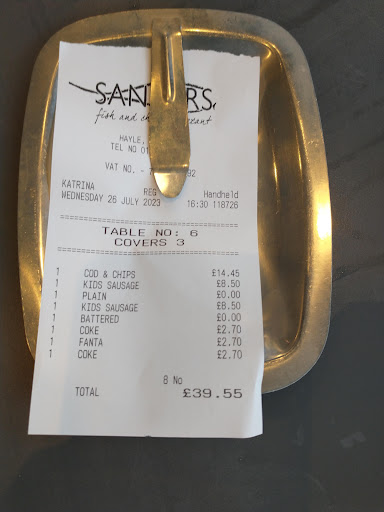 fish and
HAYLE,
TEL NO 01
VAT NO. - 92
KATRINA REG Handheld
WEDNESDAY 26 JULY 2023 16:30 118726
TABLE NO: 6
COVERS 3
1 COD & CHIPS £14.45
1 KIDS SAUSAGE £8.50
1 PLAIN £0.00
1 KIDS SAUSAGE £8.50
1 BATTERED £0.00
1 COKE £2.70
1 FANTA £2.70
1 COKE £2.70
8 No
TOTAL £39.55